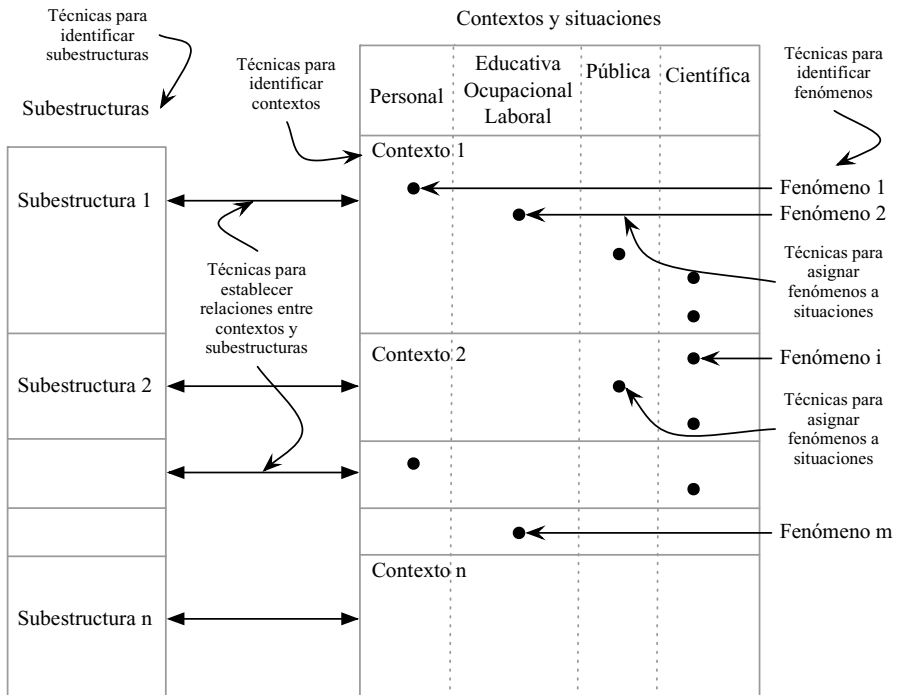 Técnicas para
identificar
subestructuras
Subestructuras
Contextos y situaciones
Técnicas para
identificar
contextos
Personal
Educativa
Ocupacional
Laboral
Pública
Científica
Técnicas para
identificar
fenómenos
Contexto 1
Subestructura 1
Fenómeno 1
Fenómeno 2
Técnicas para
asignar
fenómenos a
situaciones
Técnicas para
establecer
relaciones entre
contextos y
subestructuras
Contexto 2
Fenómeno i
Subestructura 2
Técnicas para
asignar
fenómenos a
situaciones
Fenómeno m
Contexto n
Subestructura n